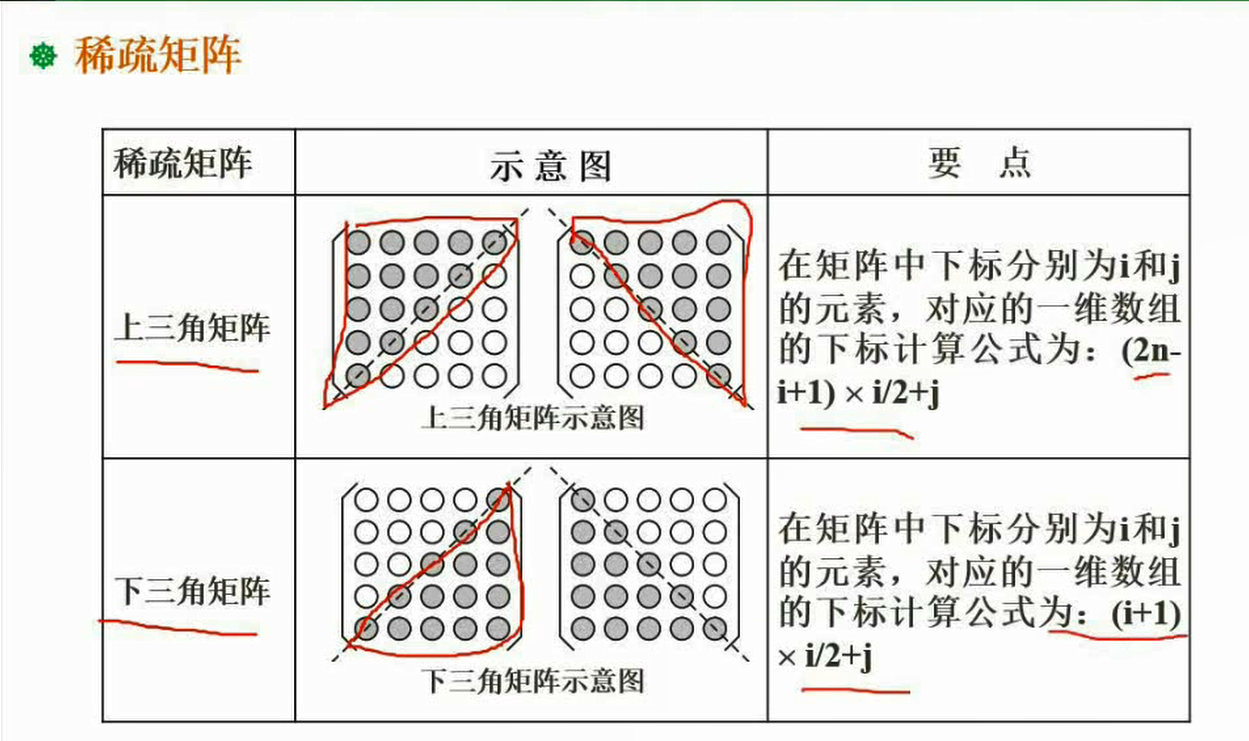 稀疏矩阵
稀疏矩阵
示意图
要 点
上三角矩阵
上三角矩阵示意图
在矩阵中下标分别为i和j
的元素，对应的一维数组
的下标计算公式为：(2n-
i+1) × i/2+j
下三角矩阵
下三角矩阵示意图
在矩阵中下标分别为i和j
的元素，对应的一维数组
的下标计算公式为：(i+1)
× i/2+j